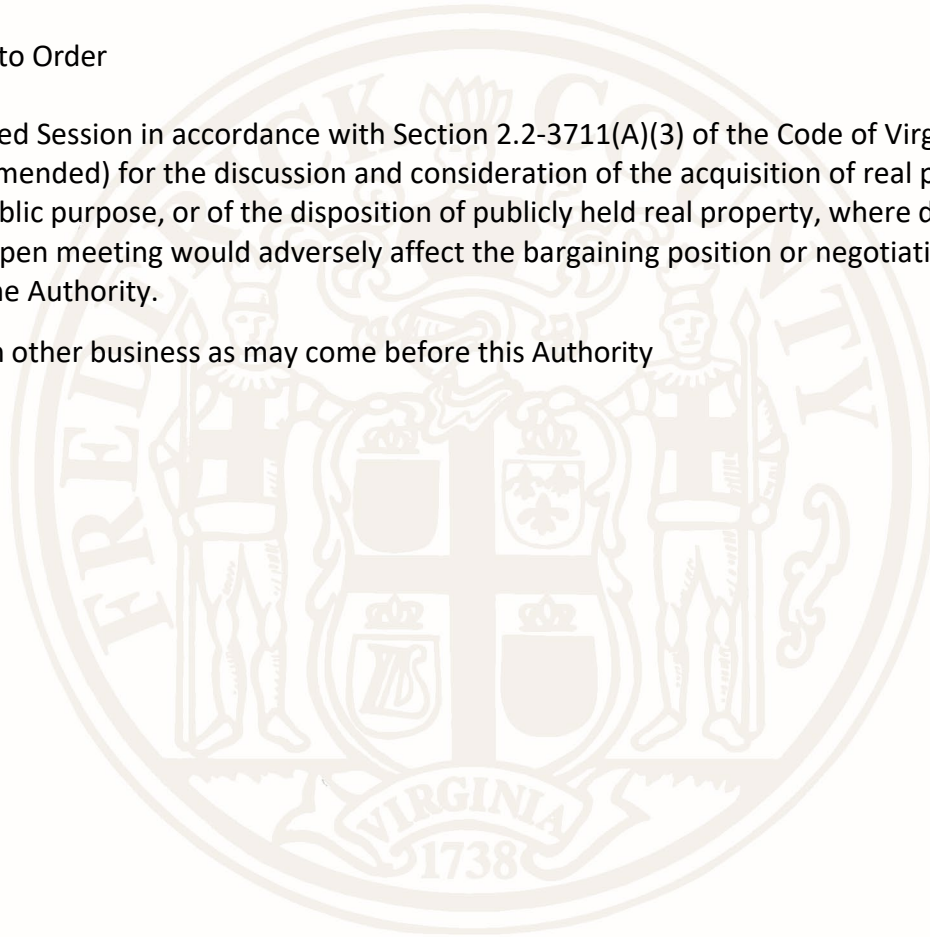 to Order
ed Session in accordance with Section 2.2-3711(A)(3) of the Code of Virg
mended) for the discussion and consideration of the acquisition of real p
blic purpose, or of the disposition of publicly held real property, where d
pen meeting would adversely affect the bargaining position or negotiati
e Authority.
other business as may come before this Authority
FREDERICK COUNTY
VIRGINIA
1738